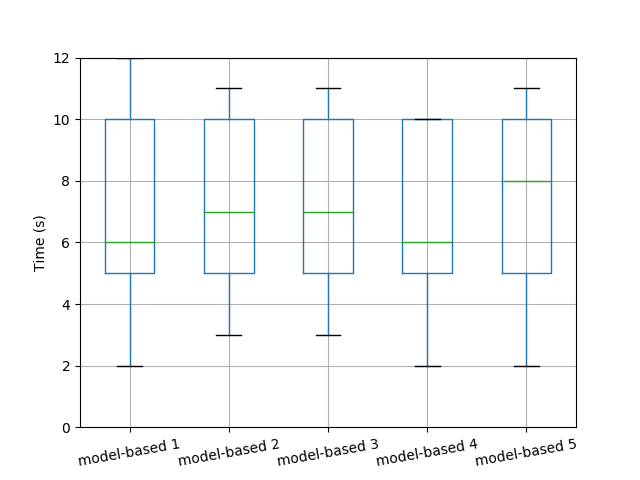 12
10
8
6
4
2
0
Time (s)
model-based 1
model-based 2
model-based 3
model-based 4
model-based 5